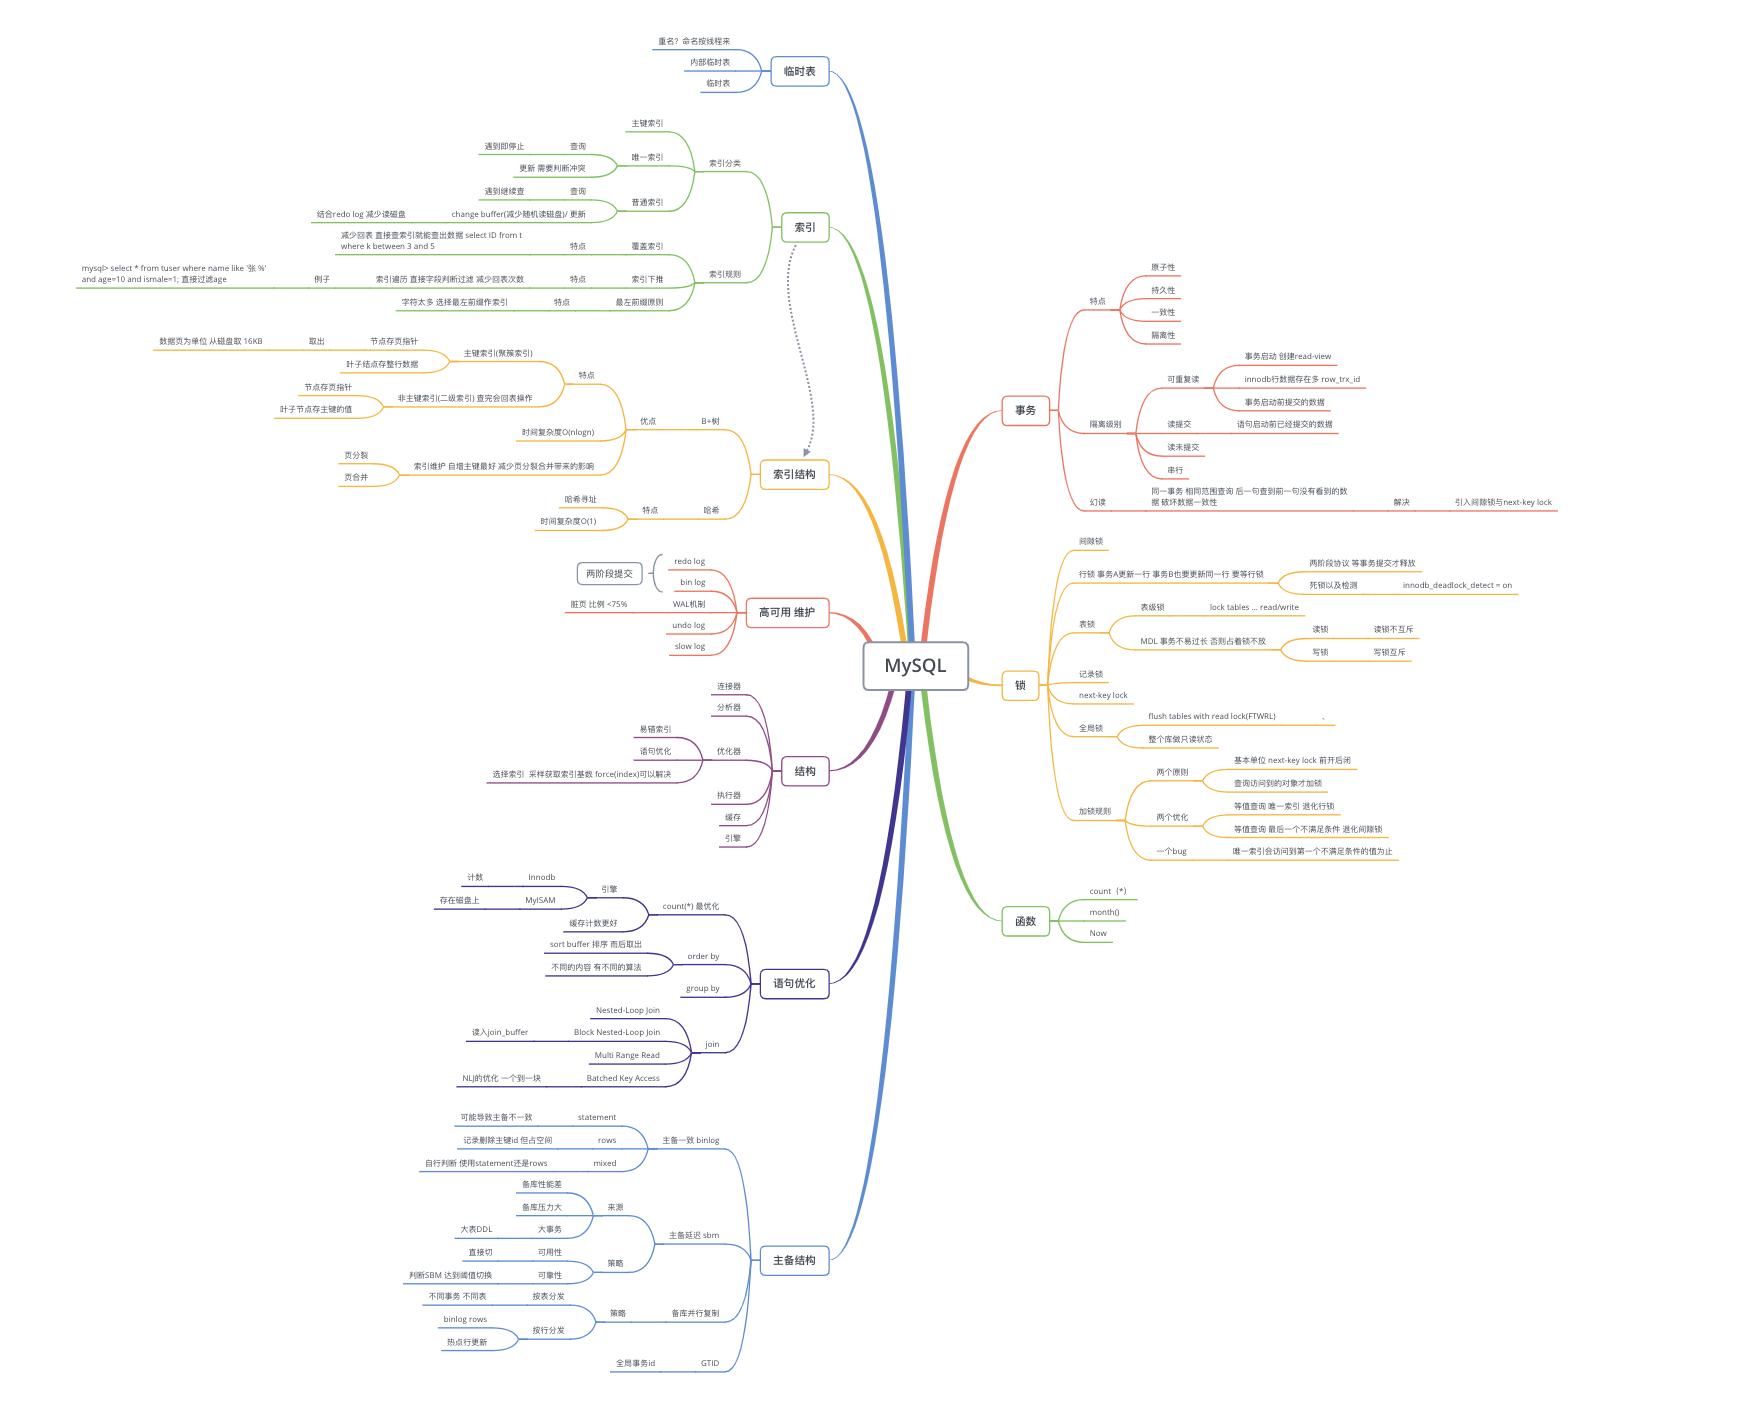 MySQL
临时表
重名？命名按线程来
内部临时表
临时表
索引
索引分类
主键索引
唯一索引
查询
遇到即停止
更新 需要判断冲突
普通索引
查询
遇到继续查
change buffer(减少随机读磁盘)/ 更新
结合redo log 减少读磁盘
索引规则
覆盖索引
特点
减少回表 直接查索引就能查出数据 select ID from t
where k between 3 and 5
索引下推
特点
索引遍历 直接字段判断过滤 减少回表次数
例子
mysql> select * from tuser where name like '张 %'
and age=10 and ismale=1; 直接过滤age
最左前缀原则
特点
字符太多 选择最左前缀作索引
索引结构
B+树
优点
特点
主键索引(聚簇索引)
节点存页指针
取出
数据页为单位 从磁盘取 16KB
叶子结点存整行数据
非主键索引(二级索引) 查完会回表操作
节点存页指针
叶子节点存主键的值
时间复杂度O(nlogn)
索引维护 自增主键最好 减少页分裂合并带来的影响
页分裂
页合并
哈希
特点
哈希寻址
时间复杂度O(1)
高可用 维护
redo log
bin log
两阶段提交
WAL机制
脏页 比例 <75%
undo log
slow log
结构
连接器
分析器
优化器
易错索引
语句优化
选择索引 采样获取索引基数 force(index)可以解决
执行器
缓存
引擎
语句优化
count(*) 最优化
引擎
Innodb
计数
MyISAM
存在磁盘上
缓存计数更好
order by
sort buffer 排序 而后取出
不同的内容 有不同的算法
group by
join
Nested-Loop Join
Block Nested-Loop Join
读入join_buffer
Multi Range Read
Batched Key Access
NLJ的优化 一个到一块
主备结构
主备一致 binlog
statement
可能导致主备不一致
rows
记录删除主键id 但占空间
mixed
自行判断 使用statement还是rows
主备延迟 sbm
来源
备库性能差
备库压力大
大事务
大表DDL
策略
可用性
直接切
可靠性
判断SBM 达到阈值切换
备库并行复制
策略
按表分发
不同事务 不同表
按行分发
binlog rows
热点行更新
GTID
全局事务id
事务
特点
原子性
持久性
一致性
隔离性
隔离级别
可重复读
事务启动 创建read-view
innodb行数据存在多 row_trx_id
事务启动前提交的数据
读提交
语句启动前已经提交的数据
读未提交
串行
幻读
同一事务 相同范围查询 后一句查到前一句没有看到的数
据 破坏数据一致性
解决
引入间隙锁与next-key lock
锁
间隙锁
行锁 事务A更新一行 事务B也要更新同一行 要等行锁
两阶段协议 等事务提交才释放
死锁以及检测
innodb_deadlock_detect = on
表锁
表级锁
lock tables ... read/write
MDL 事务不易过长 否则占着锁不放
读锁
读锁不互斥
写锁
写锁互斥
记录锁
next-key lock
全局锁
flush tables with read lock(FTWRL)
、
整个库做只读状态
加锁规则
两个原则
基本单位 next-key lock 前开后闭
查询访问到的对象才加锁
两个优化
等值查询 唯一索引 退化行锁
等值查询 最后一个不满足条件 退化间隙锁
一个bug
唯一索引会访问到第一个不满足条件的值为止
函数
count（*）
month()
Now